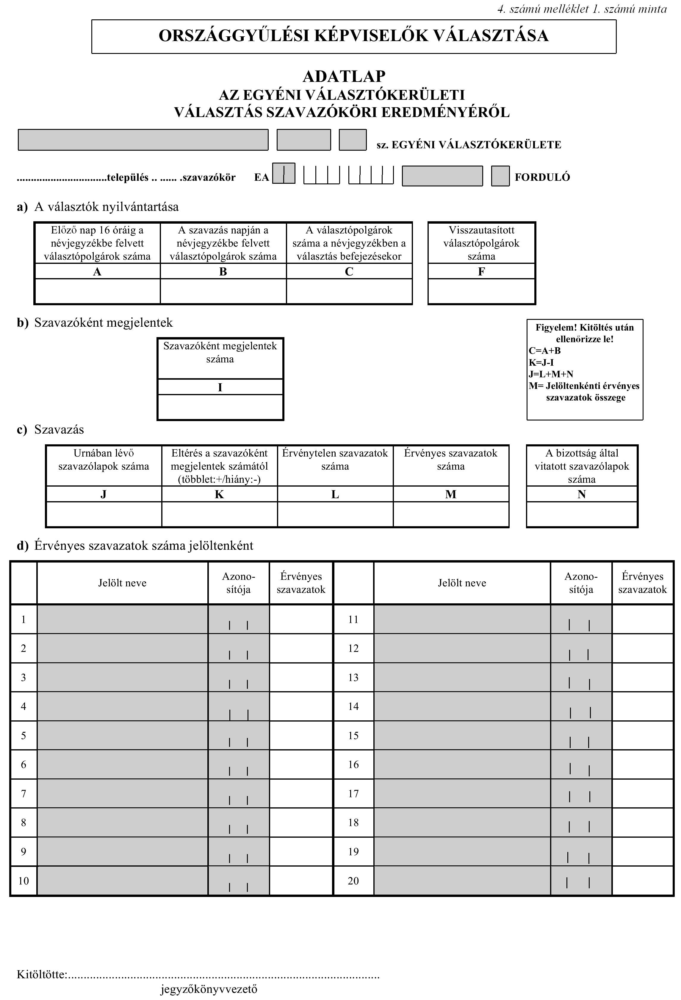 4. számú melléklet 1. számú minta
ORSZÁGGYŰLÉSI KÉPVISELŐK VÁLASZTÁSA
ADATLAP
AZ EGYÉNI VÁLASZTÓKERÜLETI
VÁLASZTÁS SZAVAZÓKÖRI EREDMÉNYÉRŐL
sz. EGYÉNI VÁLASZTÓKERÜLETE
................................település .. ...... .szavazókör EA FORDULÓ
a) A választók nyilvántartása
Előző nap 16 óráig a
névjegyzékbe felvett
választópolgárok száma
A szavazás napján a
névjegyzékbe felvett
választópolgárok száma
A választópolgárok
száma a névjegyzékben a
választás befejezésekor
Visszautasított
választópolgárok
száma
A B C F
b) Szavazóként megjelentek
Szavazóként megjelentek
száma
I
Figyelem! Kitöltés után
ellenőrizze le!
C=A+B
K=J-I
J=L+M+N
M= Jelöltenkénti érvényes
szavazatok összege
c) Szavazás
Urnában lévő
szavazólapok száma
Eltérés a szavazóként
megjelentek számától
(többlet:+/hiány:-)
Érvénytelen szavazatok
száma
Érvényes szavazatok
száma
A bizottság által
vitatott szavazólapok
száma
J K L M N
d) Érvényes szavazatok száma jelöltenként
Jelölt neve
Azono-
sítója
Érvényes
szavazatok
Jelölt neve
Azono-
sítója
Érvényes
szavazatok
1 11
2 12
3 13
4 14
5 15
6 16
7 17
8 18
9 19
10 20
Kitöltötte:.....................................................................................................
jegyzőkönyvvezető